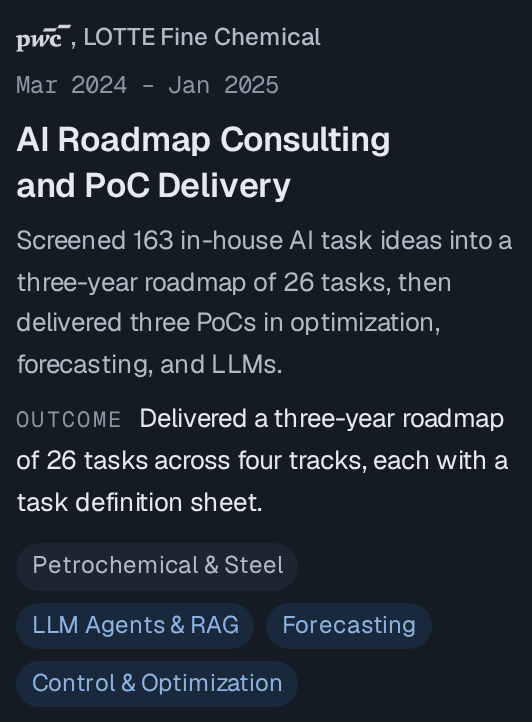 pwc, LOTTE Fine Chemical
Mar 2024 – Jan 2025
AI Roadmap Consulting
and PoC Delivery
Screened 163 in-house AI task ideas into a
three-year roadmap of 26 tasks, then
delivered three PoCs in optimization,
forecasting, and LLMs.
OUTCOME Delivered a three-year roadmap
of 26 tasks across four tracks, each with a
task definition sheet.
Petrochemical & Steel
LLM Agents & RAG Forecasting
Control & Optimization